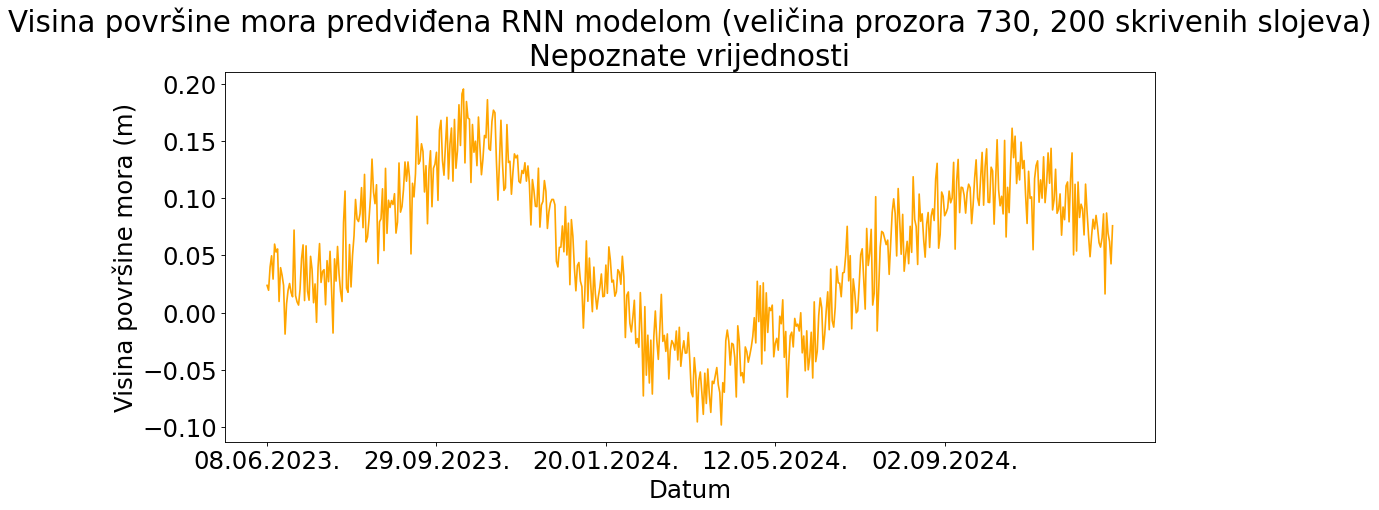 Visina površine mora predviđena RNN modelom (veličina prozora 730, 200 skrivenih slojeva)
Nepoznate vrijednosti
Visina površine mora (m)
0.20
0.15
0.10
0.05
0.00
−0.05
−0.10
08.06.2023. 29.09.2023. 20.01.2024. 12.05.2024. 02.09.2024.
Datum